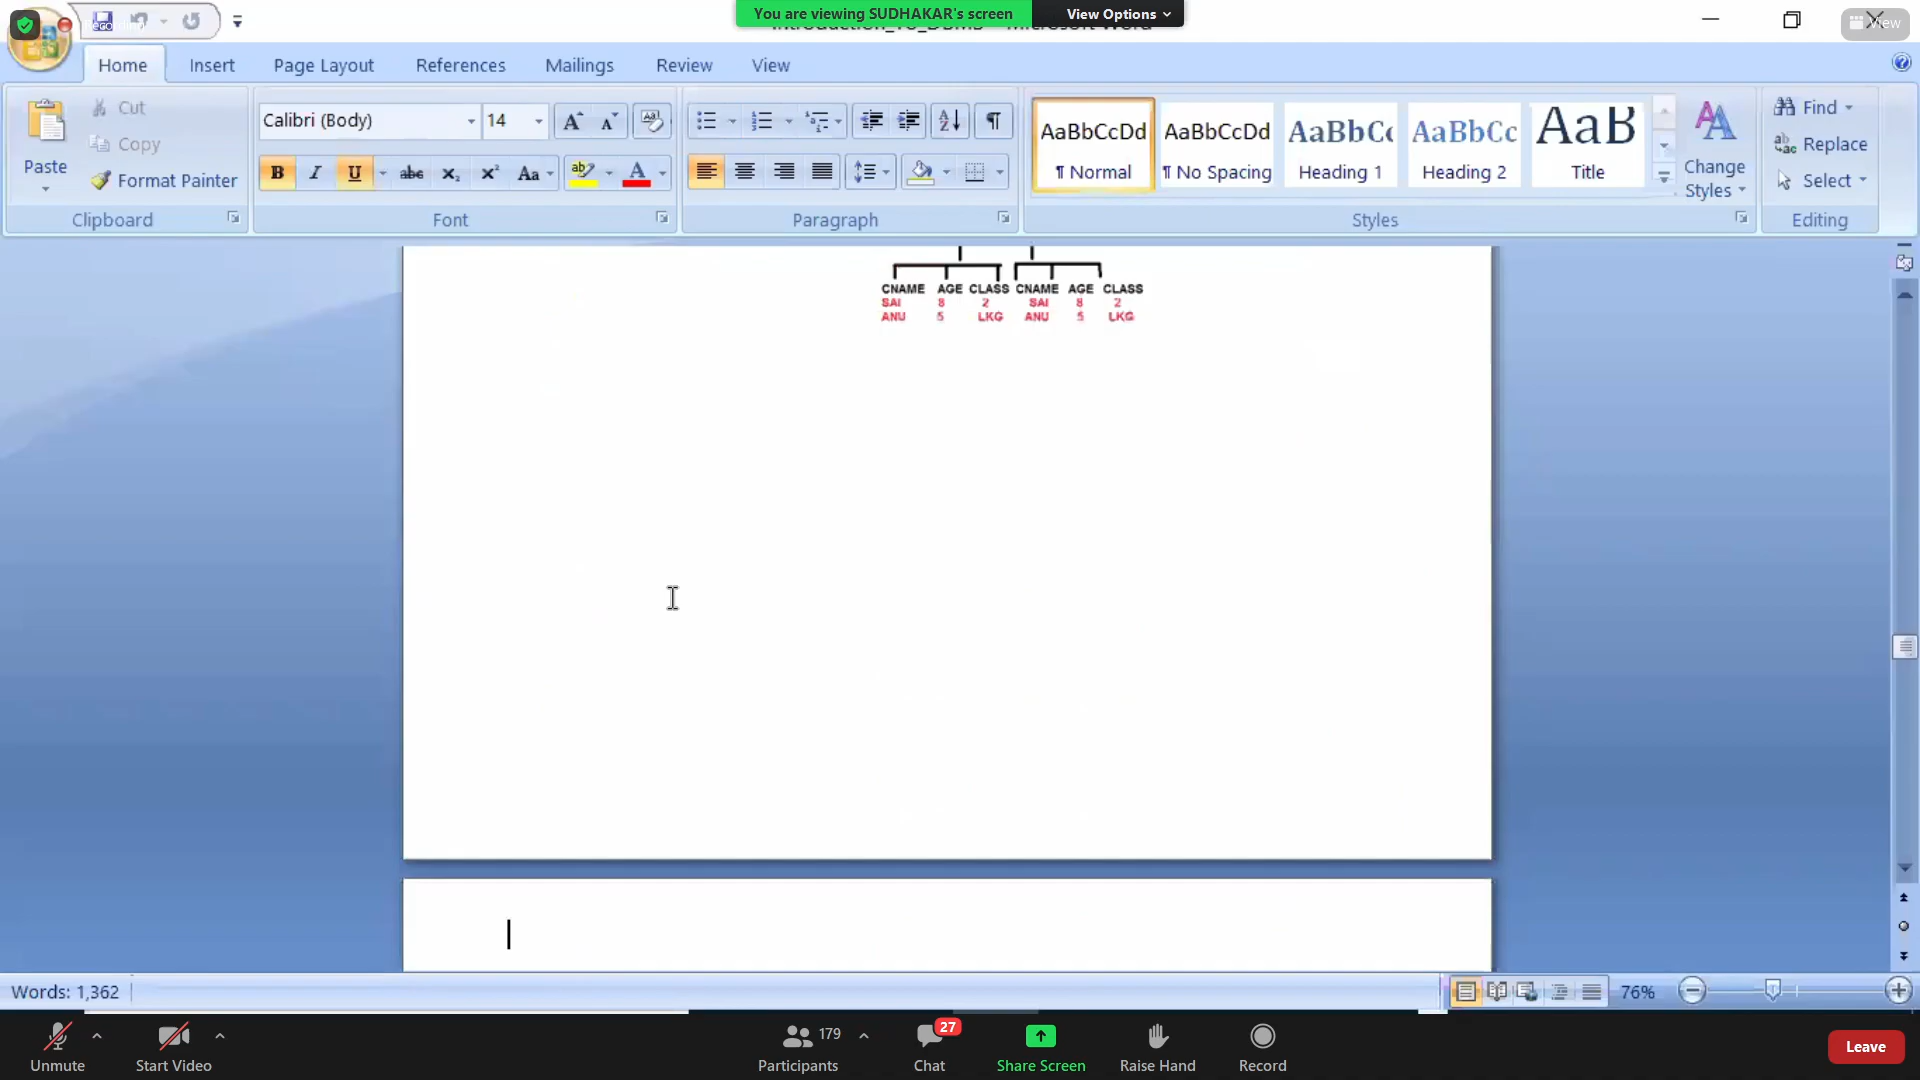 You are viewing SUDHAKAR's screen
View Options
View
Home
Insert
Page Layout
References
Mailings
Review
View
Paste
Cut
Copy
Format Painter
Clipboard
Calibri (Body)
14
Font
Paragraph
AaBbCcDd
¶ Normal
AaBbCcDd
¶ No Spacing
AaBbCc
Heading 1
AaBbCc
Heading 2
AaB
Title
Change
Styles
Styles
Find
Replace
Select
Editing
CNAME AGE CLASS CNAME AGE CLASS
SAI 8 2 SAI 8 2
ANU 5 LKG ANU 5 LKG
Words: 1,362
76%
Unmute
Start Video
179
Participants
27
Chat
Share Screen
Raise Hand
Record
Leave